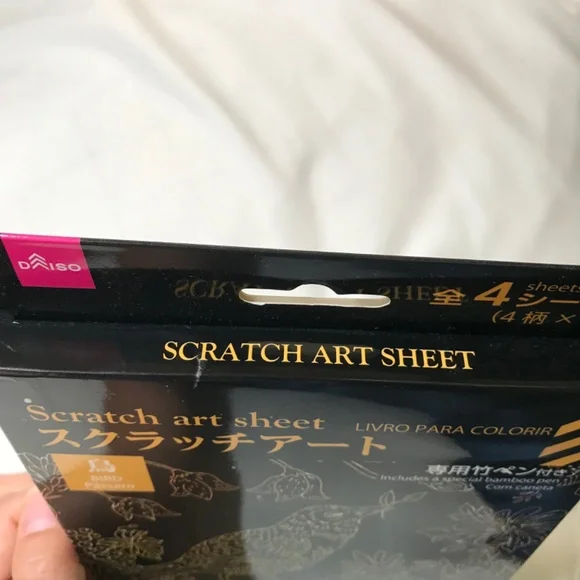 DAISO
sheets
全4シー
(4柄×
SCRATCH ART SHEET
Scratch art sheet
LIVRO PARA COLORIR
スクラッチアート
専用竹ペン付き
Includes a special bamboo pen
Com caneta
BIRD
Pássaro